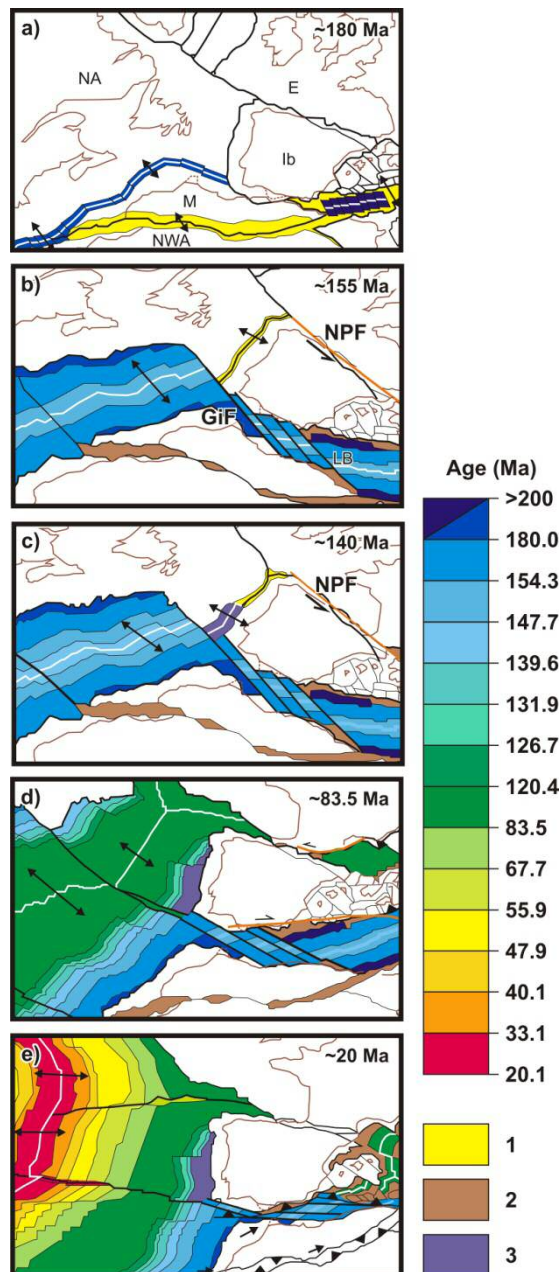 a)
~180 Ma
NA
E
Ib
M
NWA
b)
~155 Ma
NPF
GiF
LB
c)
~140 Ma
NPF
d)
~83.5 Ma
e)
~20 Ma
Age (Ma)
>200
180.0
154.3
147.7
139.6
131.9
126.7
120.4
83.5
67.7
55.9
47.9
40.1
33.1
20.1
1
2
3